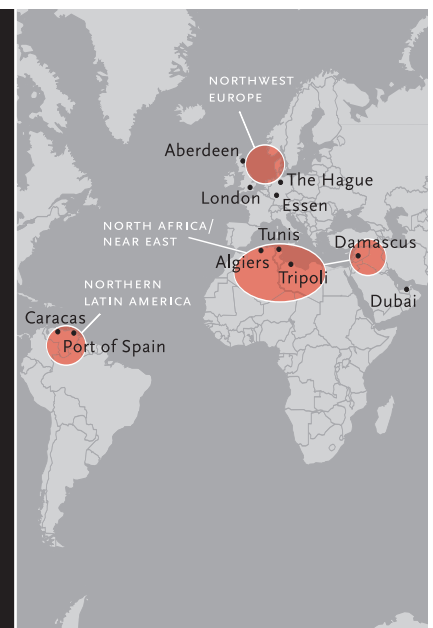 NORTHWEST
EUROPE
Aberdeen
The Hague
London
Essen
NORTH AFRICA/
NEAR EAST
Tunis
Damascus
Algiers
Tripoli
NORTHERN
LATIN AMERICA
Dubai
Caracas
Port of Spain